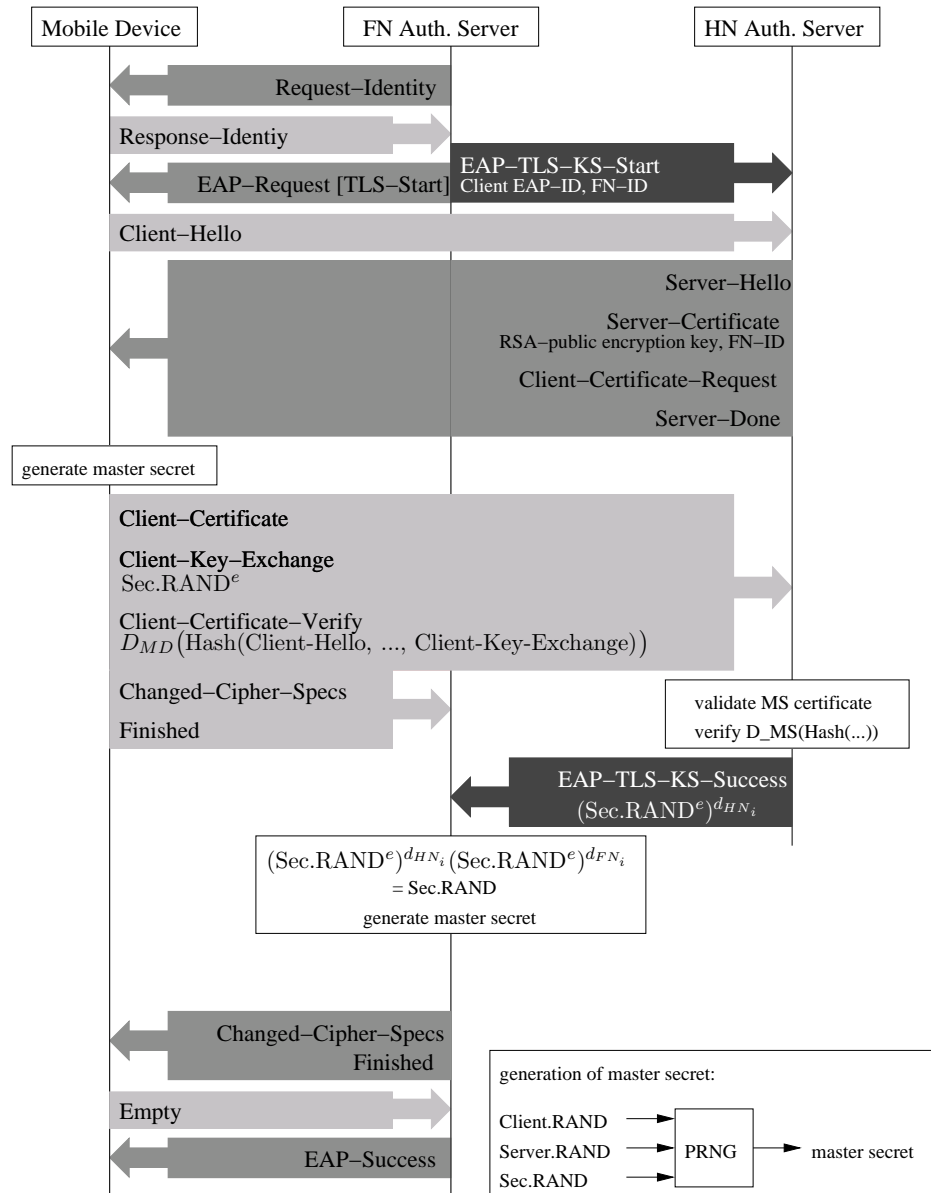 Mobile Device
FN Auth. Server
HN Auth. Server
Request−Identity
Response−Identiy
EAP−TLS−KS−Start
Client EAP−ID, FN−ID
EAP−Request [TLS−Start]
Client−Hello
Server−Hello
Server−Certificate
RSA−public encryption key, FN−ID
Client−Certificate−Request
Server−Done
generate master secret
Client−Certificate
Client−Key−Exchange
Sec.RAND^e
Client−Certificate−Verify
D_{MD}(Hash(Client-Hello, ..., Client-Key-Exchange))
Changed−Cipher−Specs
Finished
validate MS certificate
verify D_MS(Hash(...))
EAP−TLS−KS−Success
(Sec.RAND^e)^{d_{HN_i}}
(Sec.RAND^e)^{d_{HN_i}}(Sec.RAND^e)^{d_{FN_i}}
= Sec.RAND
generate master secret
Changed−Cipher−Specs
Finished
Empty
EAP−Success
generation of master secret:
Client.RAND
Server.RAND
Sec.RAND
PRNG
master secret